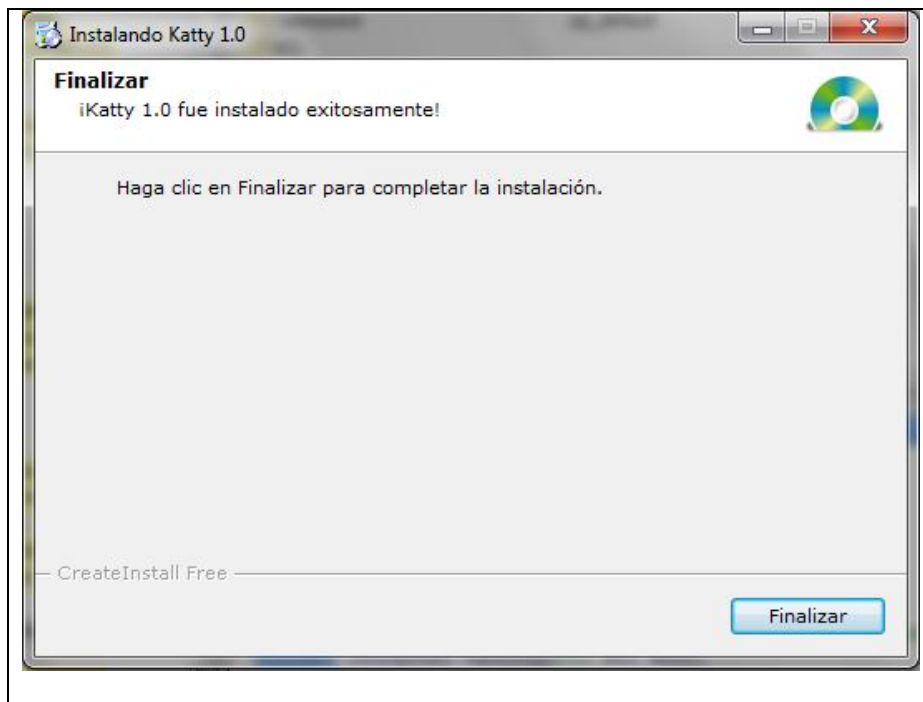 Instalando Katty 1.0
Finalizar
¡Katty 1.0 fue instalado exitosamente!
Haga clic en Finalizar para completar la instalación.
CreateInstall Free
Finalizar